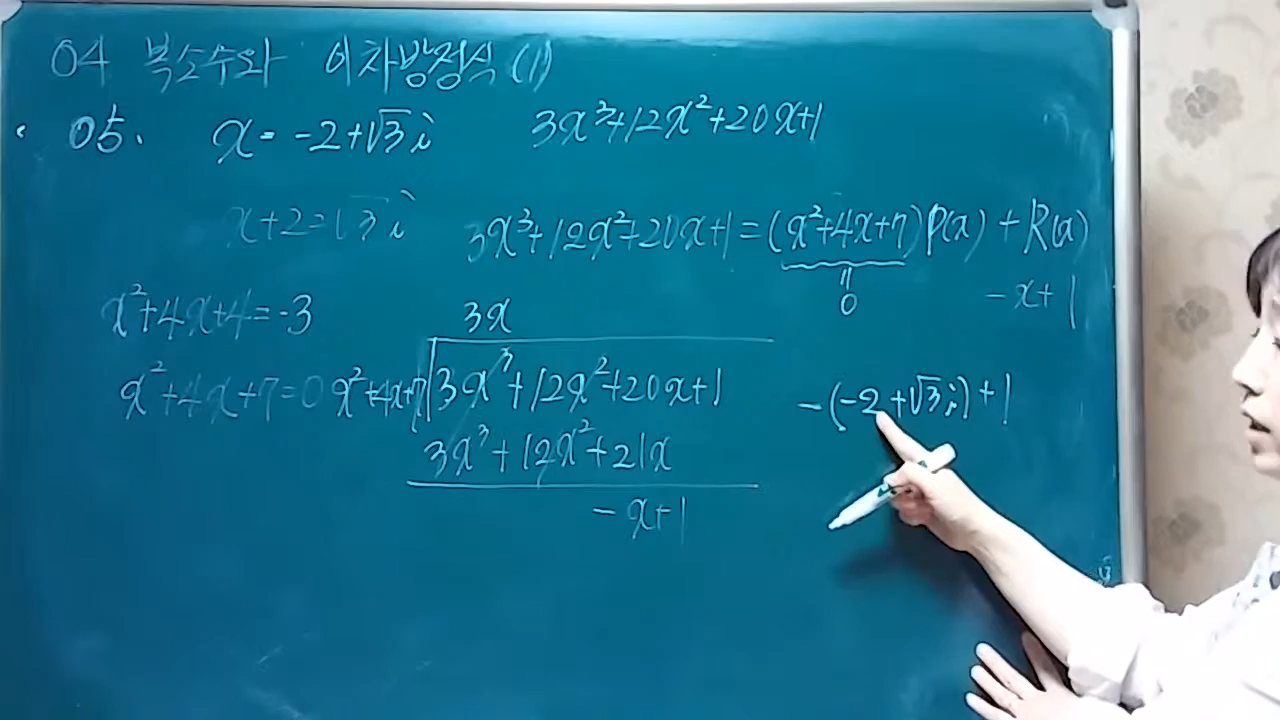 04 복소수와 이차방정식 (1)
05. x = -2+√3i 3x³+12x²+20x+1
x+2=√3i 3x³+12x²+20x+1=(x²+4x+7)P(x)+R(x)
= 0
-x+1
x²+4x+4=-3
x²+4x+7=0
3x
x²+4x+7 3x³+12x²+20x+1
3x³+12x²+21x
-x+1
-(-2+√3i)+1